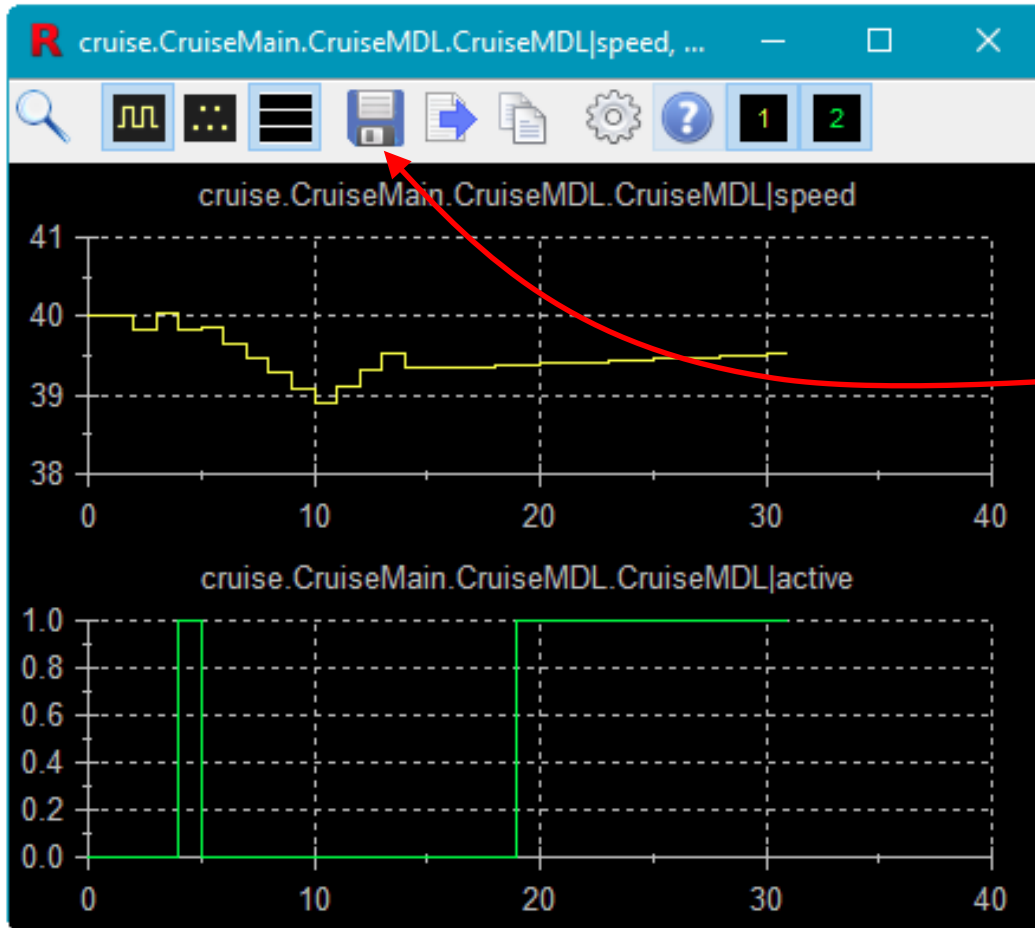 R cruise.CruiseMain.CruiseMDL.CruiseMDL|speed, ...
? 1 2
cruise.CruiseMain.CruiseMDL.CruiseMDL|speed
41
40
39
38
0 10 20 30 40
cruise.CruiseMain.CruiseMDL.CruiseMDL|active
1.0
0.8
0.6
0.4
0.2
0.0
0 10 20 30 40